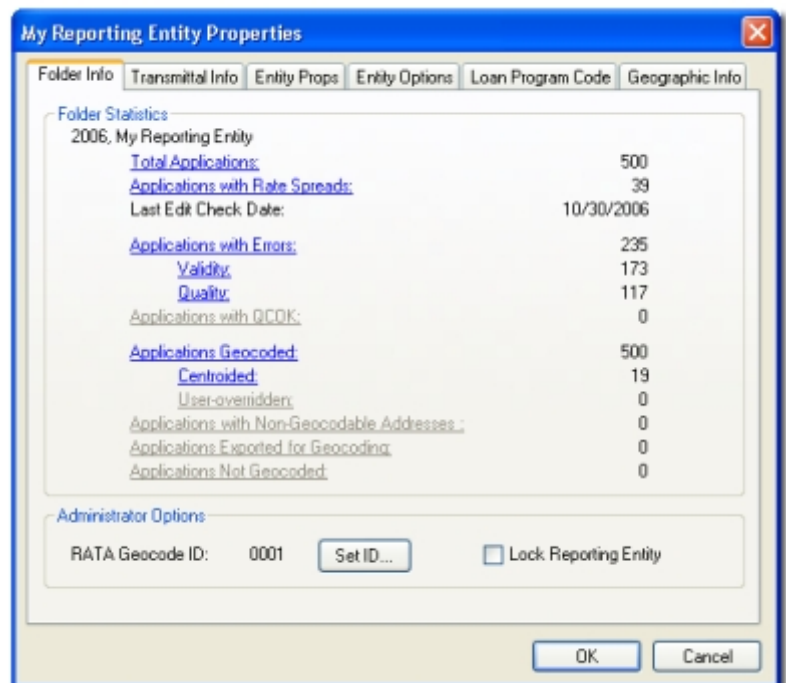 My Reporting Entity Properties
Folder Info Transmittal Info Entity Props Entity Options Loan Program Code Geographic Info
Folder Statistics
2006, My Reporting Entity
Total Applications: 500
Applications with Rate Spreads: 39
Last Edit Check Date: 10/30/2006
Applications with Errors: 235
Validity: 173
Quality: 117
Applications with QCOK: 0
Applications Geocoded: 500
Centroided: 19
User-overridden: 0
Applications with Non-Geocodable Addresses : 0
Applications Exported for Geocoding: 0
Applications Not Geocoded: 0
Administrator Options
RATA Geocode ID: 0001 Set ID... Lock Reporting Entity
OK Cancel